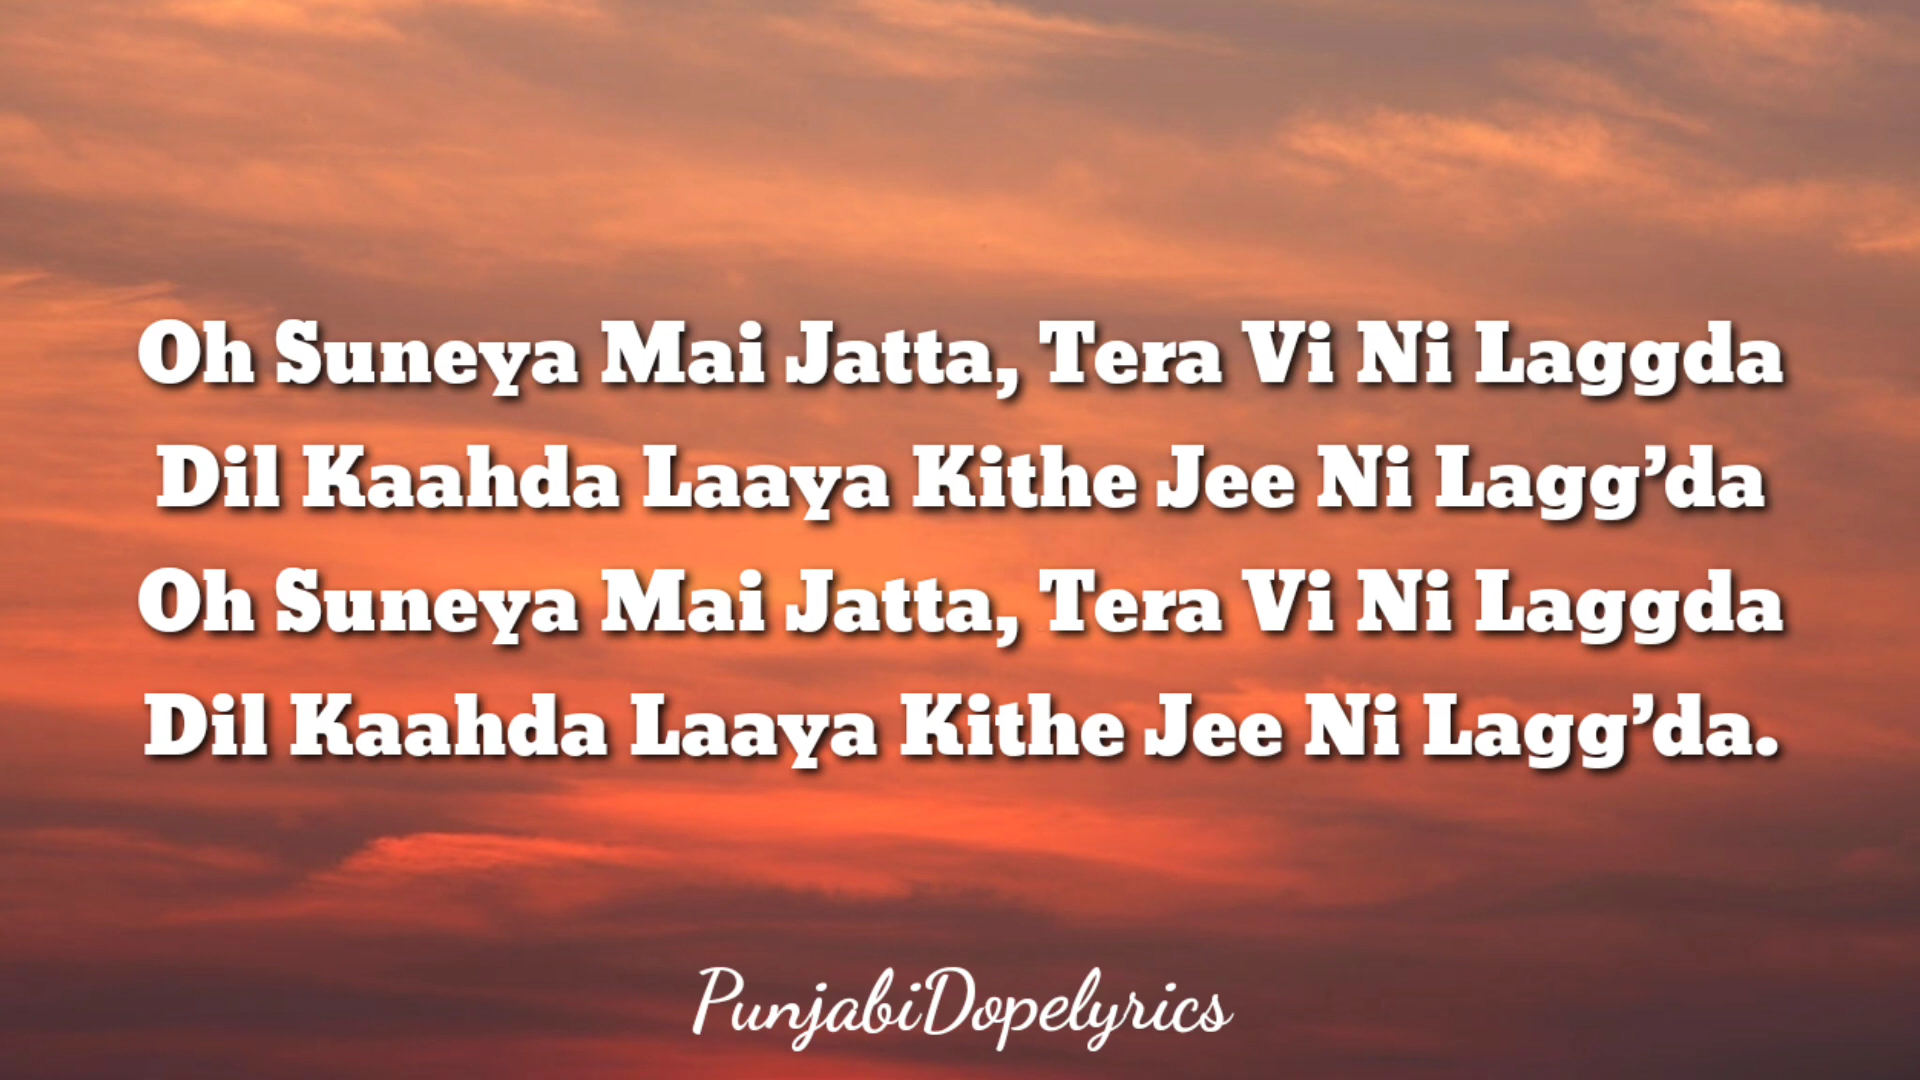 Oh Suneya Mai Jatta, Tera Vi Ni Laggda
Dil Kaahda Laaya Kithe Jee Ni Lagg’da
Oh Suneya Mai Jatta, Tera Vi Ni Laggda
Dil Kaahda Laaya Kithe Jee Ni Lagg’da.
PunjabiDopelyrics